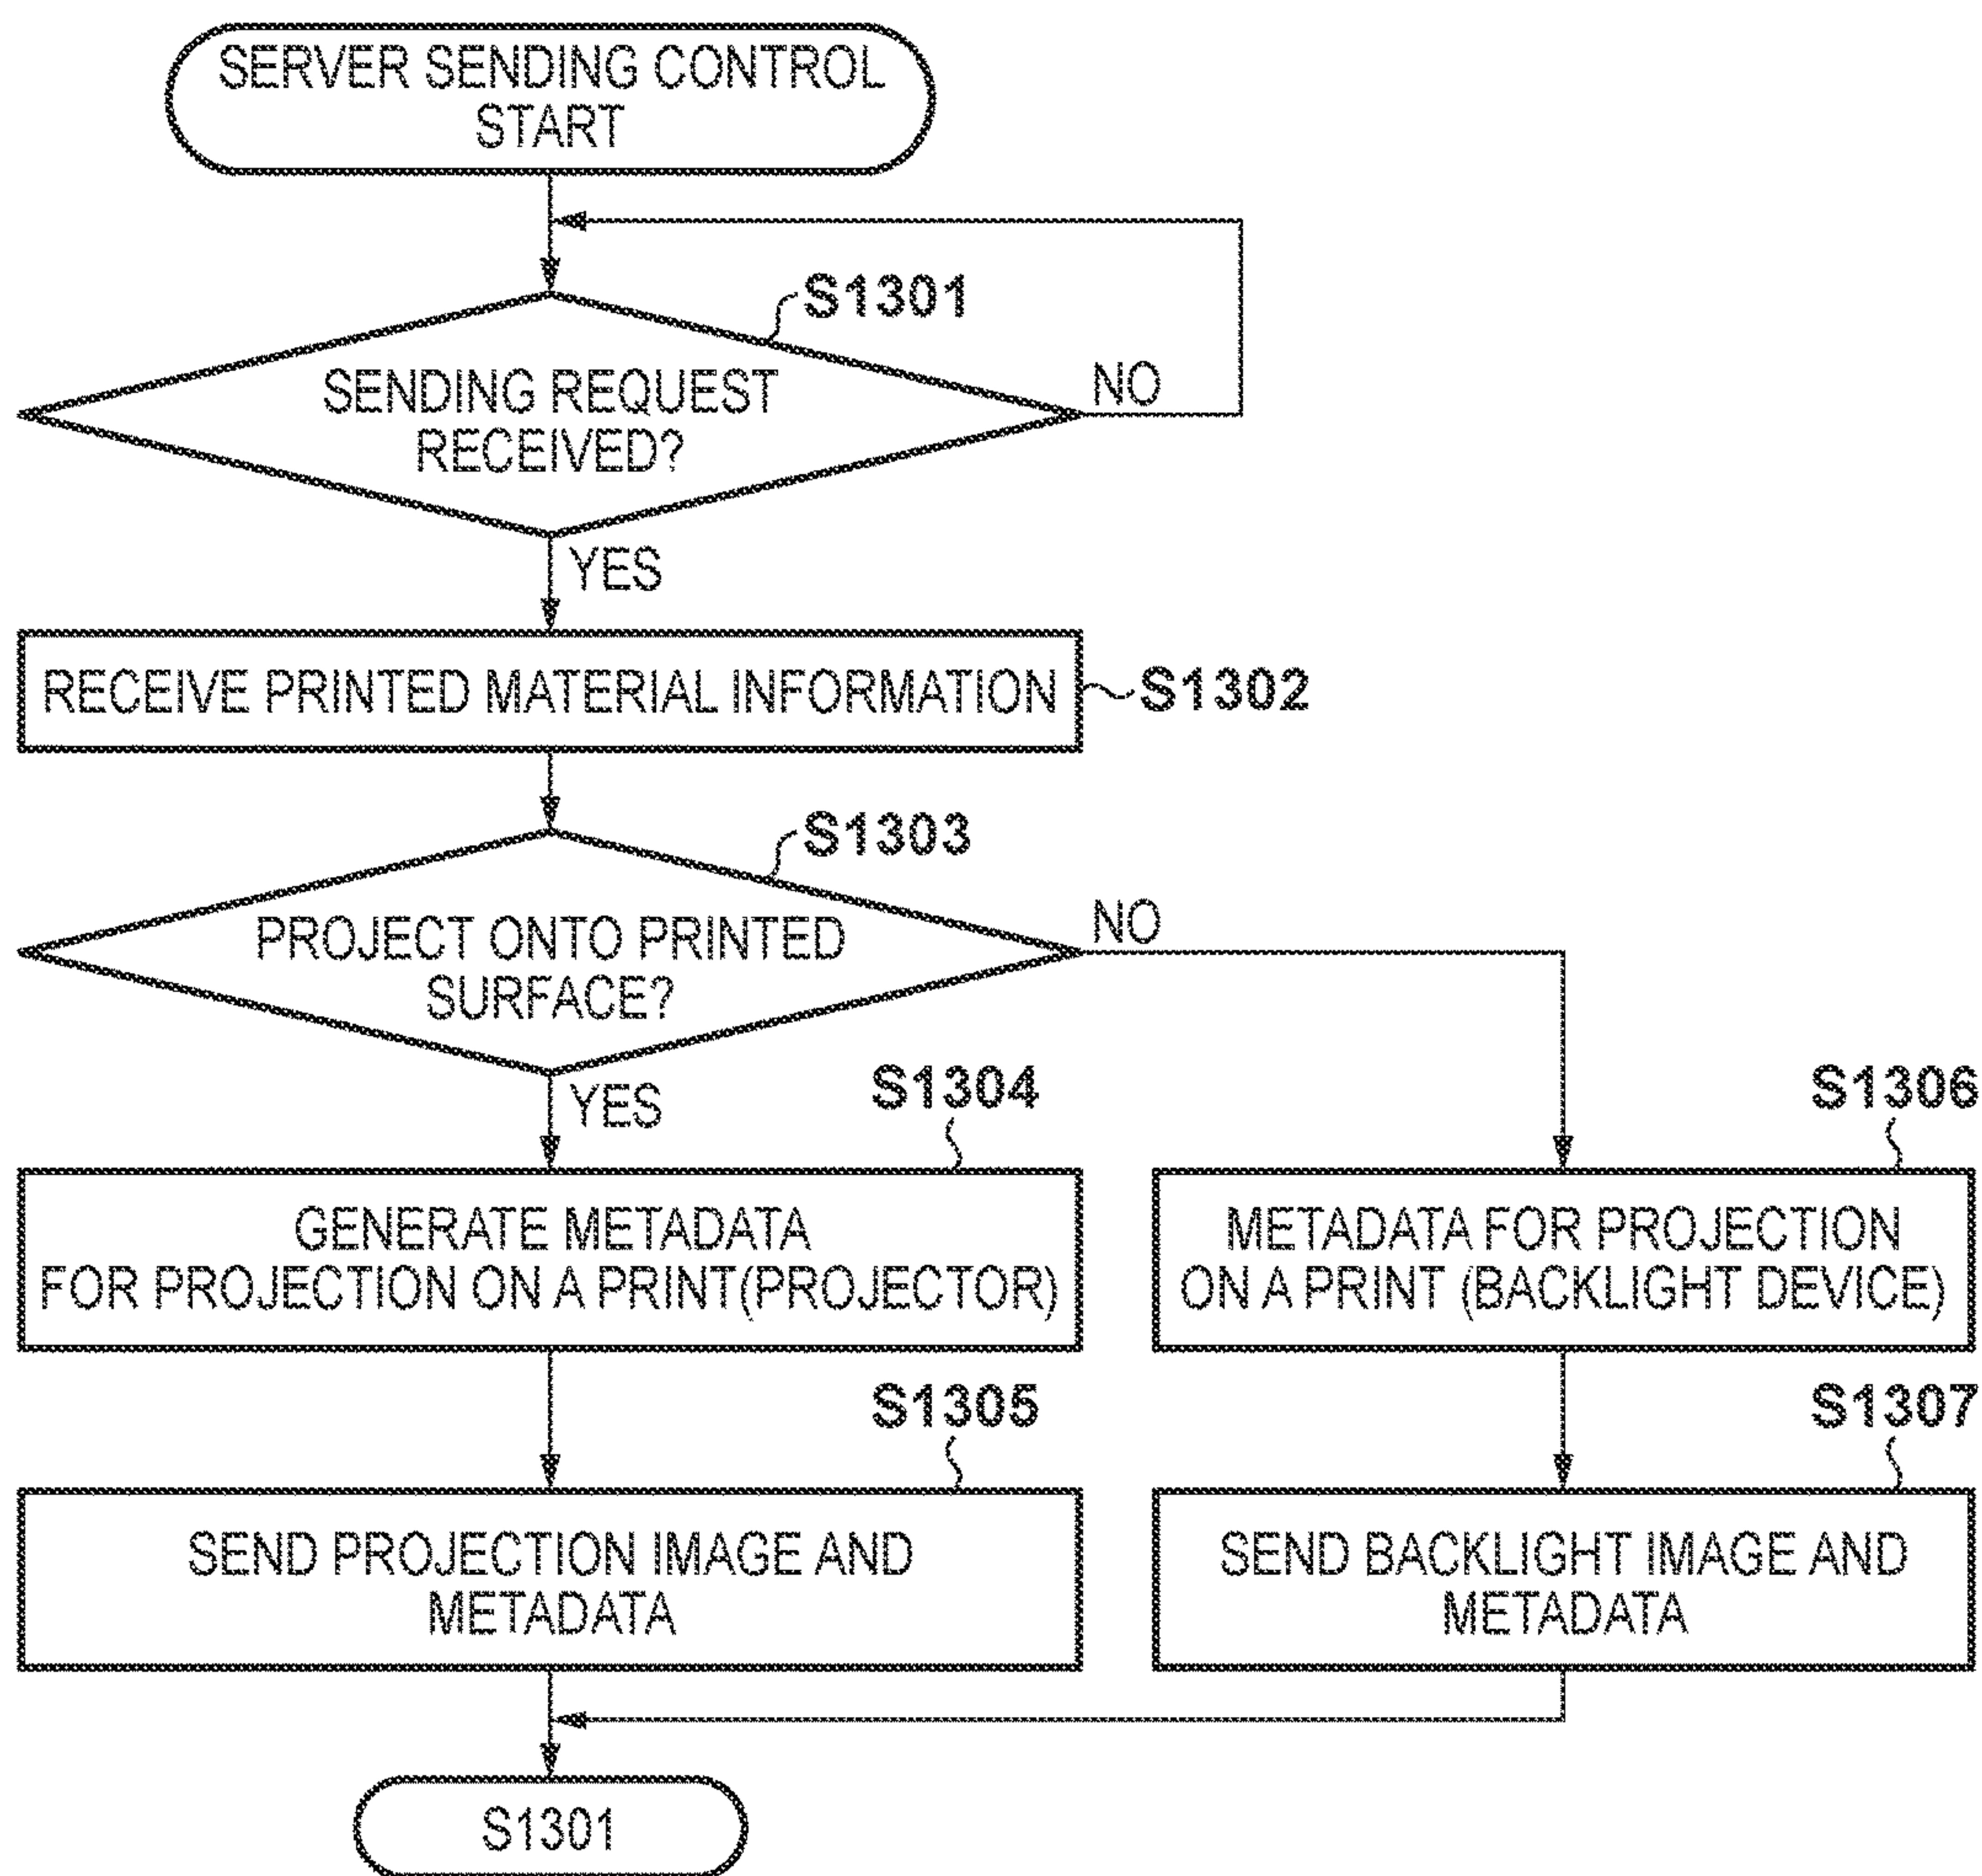 SERVER SENDING CONTROL
START
S1301
SENDING REQUEST
RECEIVED?
NO
YES
RECEIVE PRINTED MATERIAL INFORMATION
S1302
S1303
PROJECT ONTO PRINTED
SURFACE?
NO
YES
S1304
GENERATE METADATA
FOR PROJECTION ON A PRINT(PROJECTOR)
S1306
METADATA FOR PROJECTION
ON A PRINT (BACKLIGHT DEVICE)
S1305
SEND PROJECTION IMAGE AND
METADATA
S1307
SEND BACKLIGHT IMAGE AND
METADATA
S1301